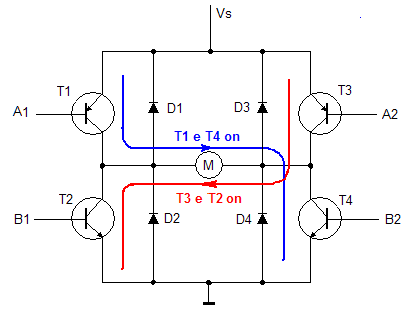 Vs
T1
D1
D3
T3
A1
A2
T1 e T4 on
M
T3 e T2 on
T2
T4
B1
D2
D4
B2